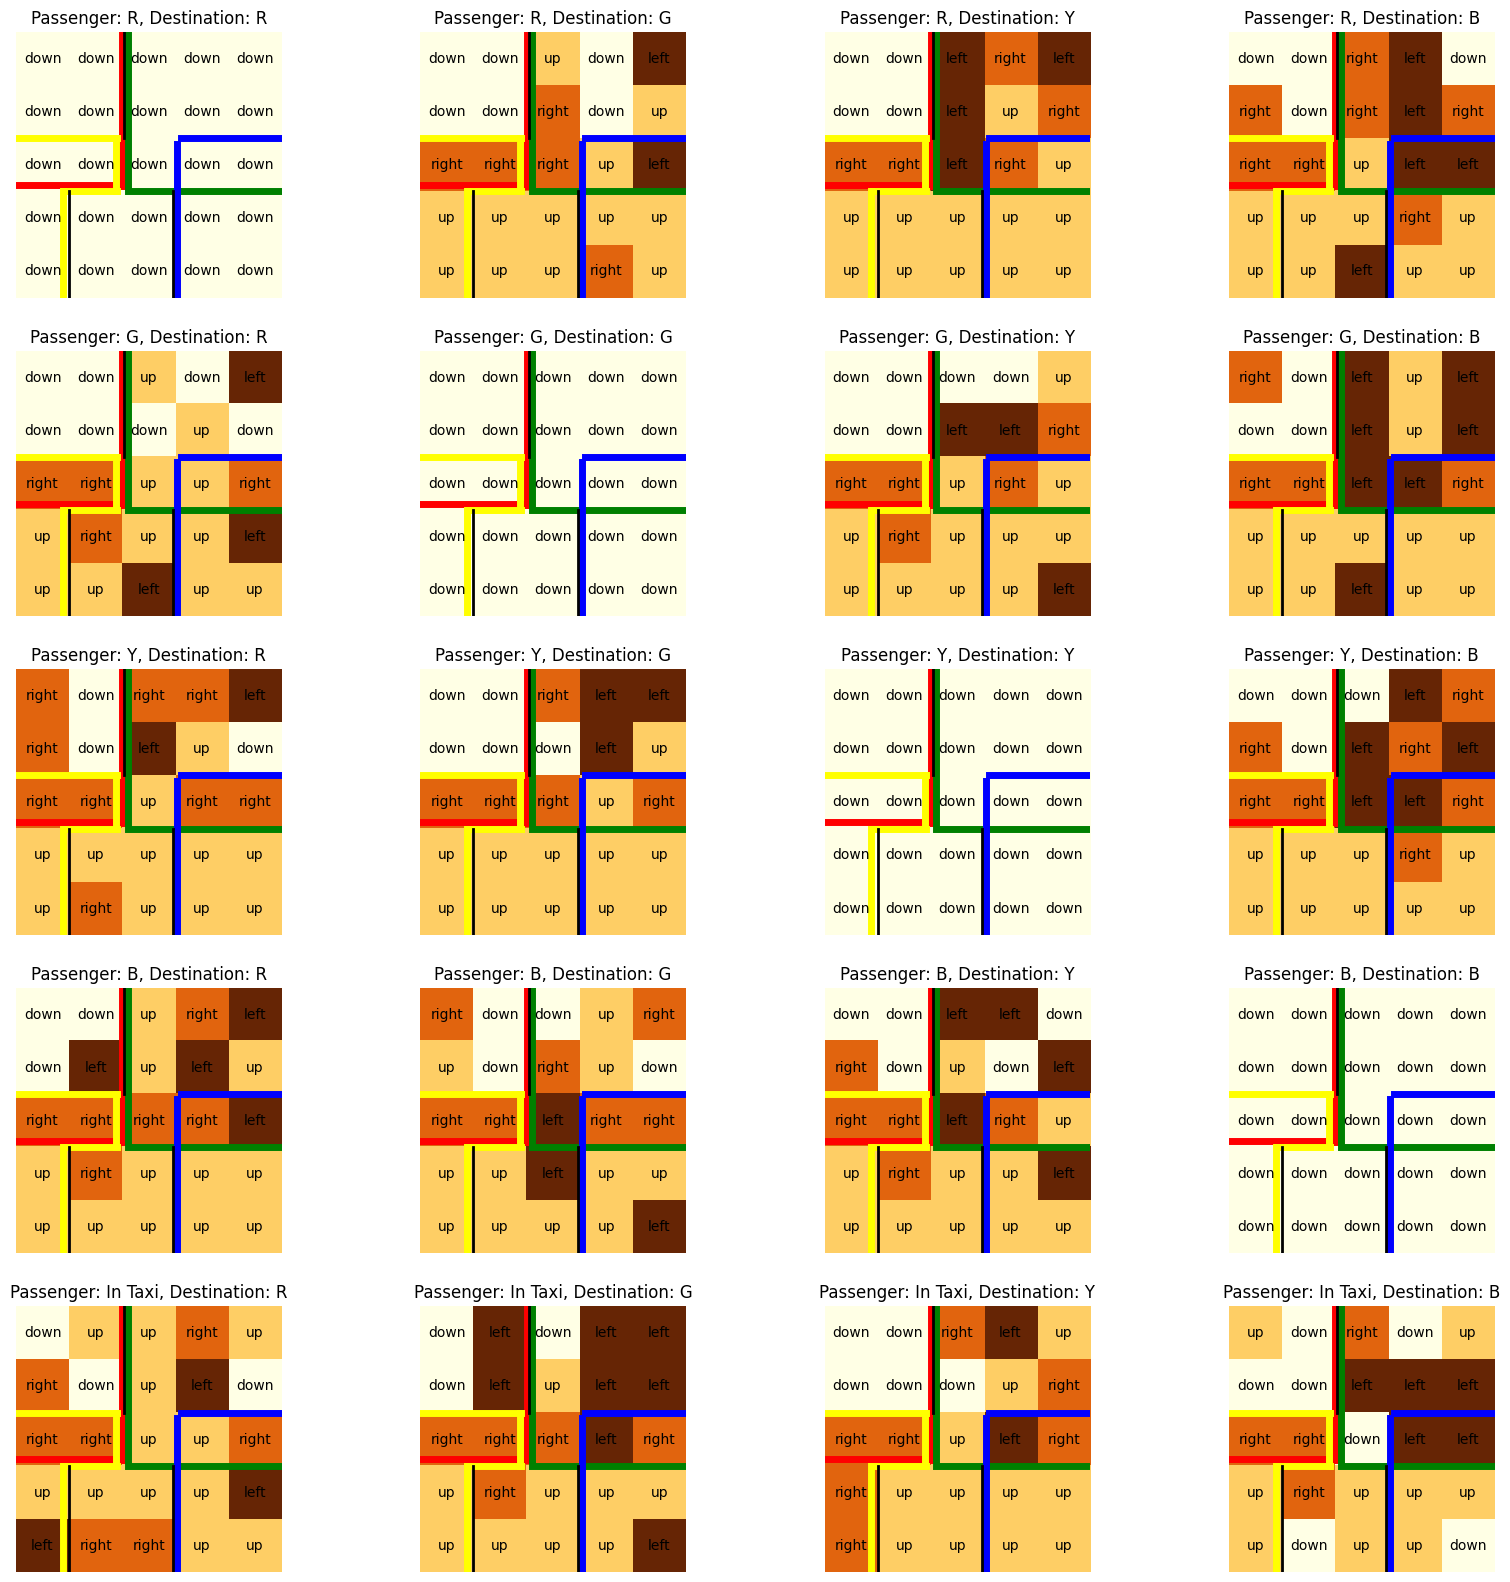 Passenger: R, Destination: R Passenger: R, Destination: G Passenger: R, Destination: Y Passenger: R, Destination: B
down down down down down down down up down left down down left right left down down right left down
down down down down down down down right down up down down left up right right down right left right
down down down down down right right right up left right right left right up right right up left left
down down down down down up up up up up up up up up up up up up right up
down down down down down up up up right up up up up up up up up left up up
Passenger: G, Destination: R Passenger: G, Destination: G Passenger: G, Destination: Y Passenger: G, Destination: B
down down up down left down down down down down down down down down up right down left up left
down down down up down down down down down down down down left left right down down left up left
right right up up right down down down down down right right up right up right right left left right
up right up up left down down down down down up right up up up up up up up up
up up left up up down down down down down up up up up left up up left up up
Passenger: Y, Destination: R Passenger: Y, Destination: G Passenger: Y, Destination: Y Passenger: Y, Destination: B
right down right right left down down right left left down down down down down down down down left right
right down left up down down down down left up down down down down down right down left right left
right right up right right right right right up right down down down down down right right left left right
up up up up up up up up up up down down down down down up up up right up
up right up up up up up up up up down down down down down up up up up up
Passenger: B, Destination: R Passenger: B, Destination: G Passenger: B, Destination: Y Passenger: B, Destination: B
down down up right left right down down up right down down left left down down down down down down
down left up left up up down right up down right down up down left down down down down down
right right right right left right right left right right right right left right up down down down down down
up right up up up up up left up up up right up up left down down down down down
up up up up up up up up up left up up up up up down down down down down
Passenger: In Taxi, Destination: R Passenger: In Taxi, Destination: G Passenger: In Taxi, Destination: Y Passenger: In Taxi, Destination: B
down up up right up down left down left left down down right left up up down right down up
right down up left down down left up left left down down down up right down down left left left
right right up up right right right right left right right right up left right right right down left left
up up up up left up right up up up right up up up up up right up up up
left right right up up up up up up left right up up up up up down up up down